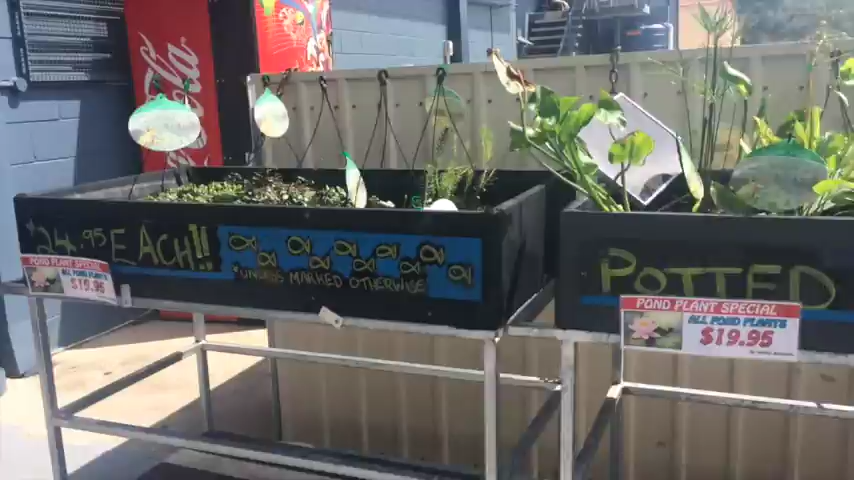 Coca-Cola
$24.95 EACH!!
*UNLESS MARKED OTHERWISE
POND PLANT SPECIAL
ALL POND PLANTS
$19.95
POTTED
POND PLANT SPECIAL
ALL POND PLANTS
$19.95